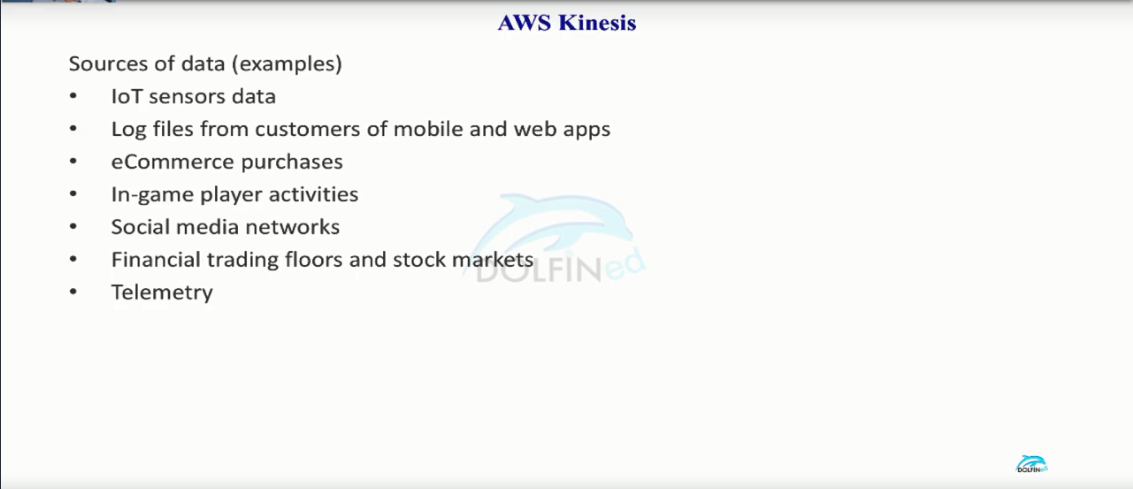 AWS Kinesis
Sources of data (examples)
• IoT sensors data
• Log files from customers of mobile and web apps
• eCommerce purchases
• In-game player activities
• Social media networks
• Financial trading floors and stock markets
• Telemetry
DOLFINed
DOLFINed